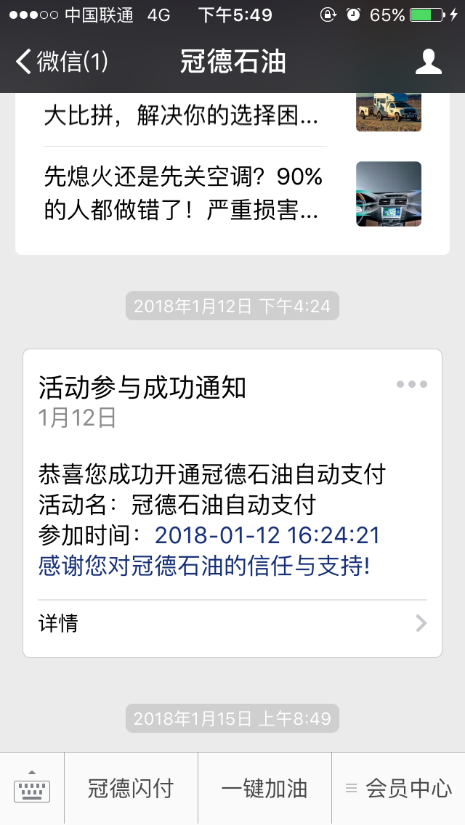 中国联通 4G 下午5:49 65%
微信(1) 冠德石油
大比拼，解决你的选择困...
先熄火还是先关空调？90%
的人都做错了！严重损害...
2018年1月12日 下午4:24
活动参与成功通知
1月12日
恭喜您成功开通冠德石油自动支付
活动名：冠德石油自动支付
参加时间：2018-01-12 16:24:21
感谢您对冠德石油的信任与支持!
详情
2018年1月15日 上午8:49
冠德闪付 一键加油 会员中心